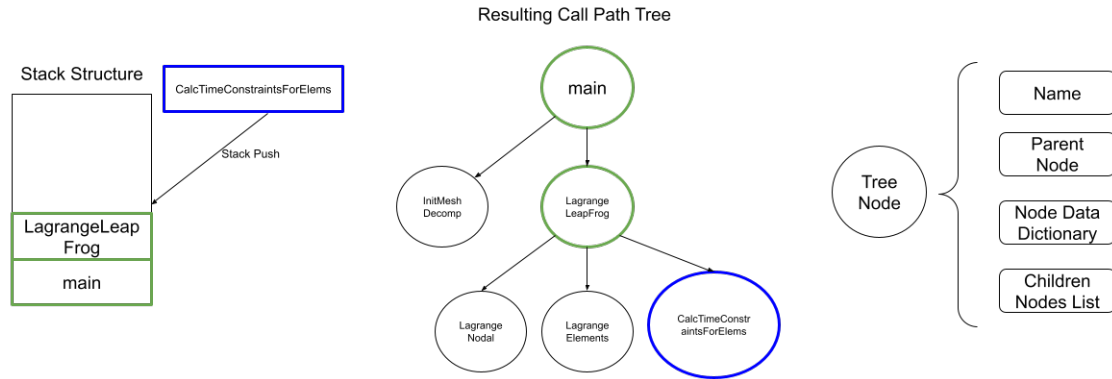 Resulting Call Path Tree
Stack Structure
CalcTimeConstraintsForElems
Stack Push
LagrangeLeap
Frog
main
main
InitMesh
Decomp
Lagrange
LeapFrog
Lagrange
Nodal
Lagrange
Elements
CalcTimeConstr
aintsForElems
Tree
Node
Name
Parent
Node
Node Data
Dictionary
Children
Nodes List